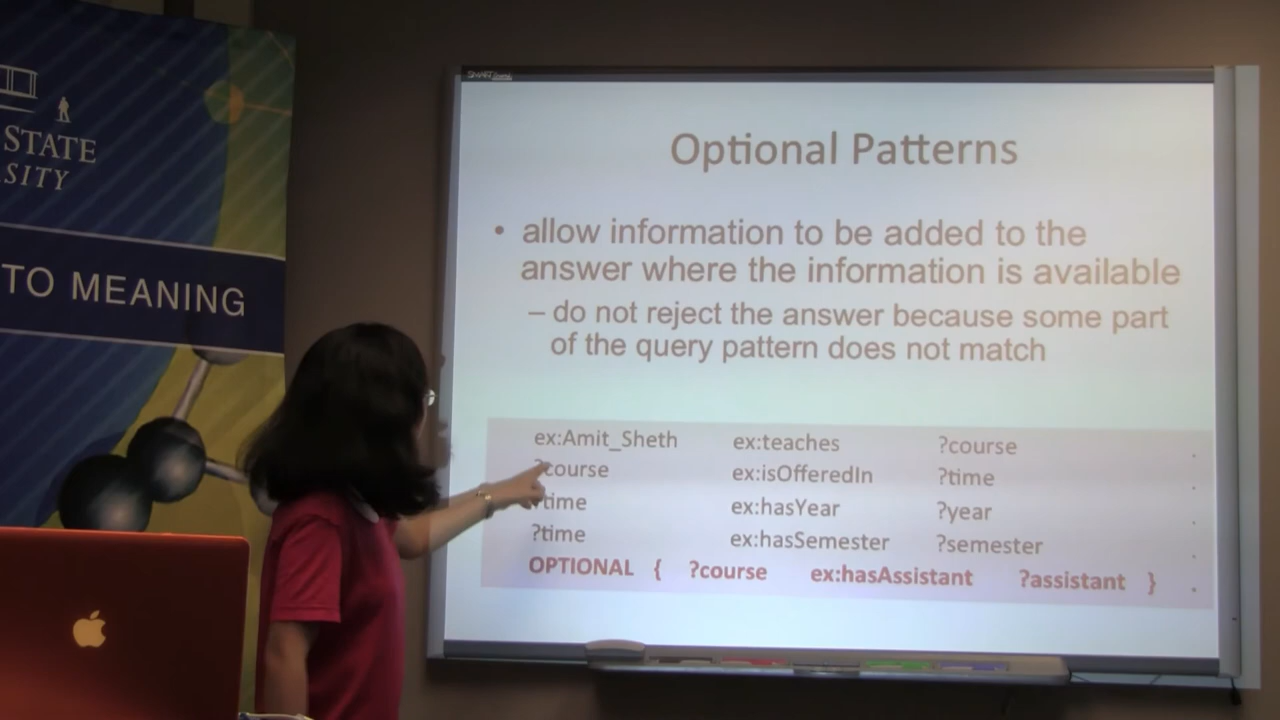 STATE
SITY
TO MEANING
SMART
Optional Patterns
• allow information to be added to the
answer where the information is available
– do not reject the answer because some part
of the query pattern does not match
ex:Amit_Sheth ex:teaches ?course .
?course ex:isOfferedIn ?time .
?time ex:hasYear ?year .
?time ex:hasSemester ?semester .
OPTIONAL { ?course ex:hasAssistant ?assistant } .